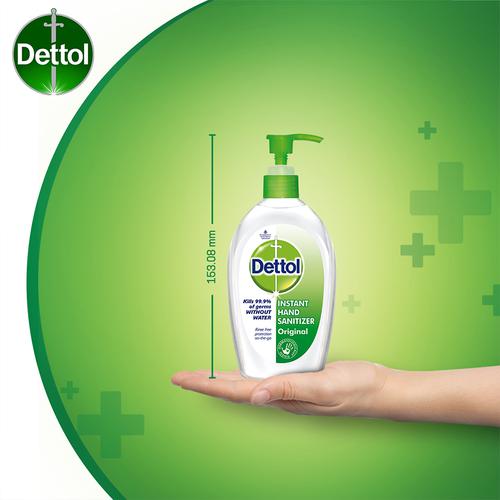 Dettol
153.08 mm
Dettol
Kills 99.9%
of germs
WITHOUT
WATER
Rinse free
protection
on-the-go
INSTANT
HAND
SANITIZER
Original